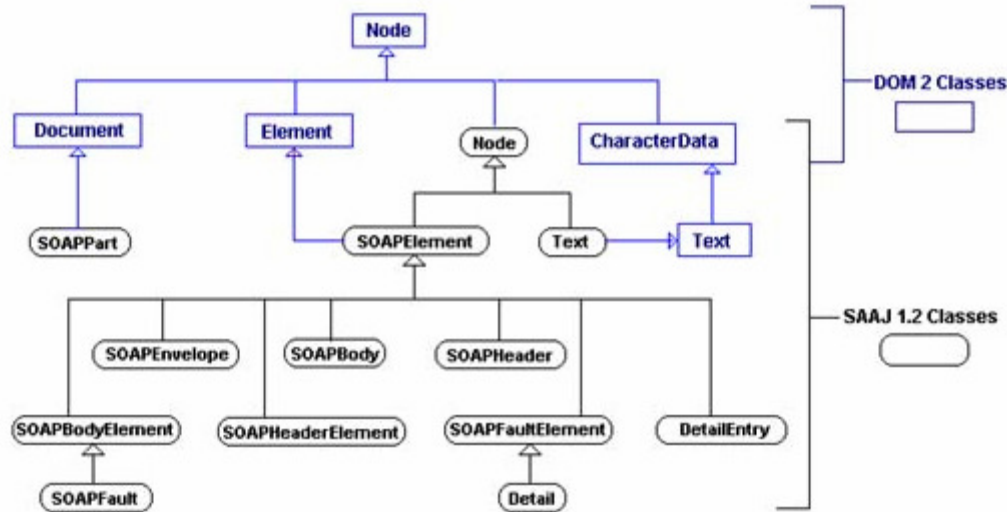 Node
DOM 2 Classes
Document
Element
Node
CharacterData
SOAPPart
SOAPElement
Text
Text
SAAJ 1.2 Classes
SOAPEnvelope
SOAPBody
SOAPHeader
SOAPBodyElement
SOAPHeaderElement
SOAPFaultElement
DetailEntry
SOAPFault
Detail